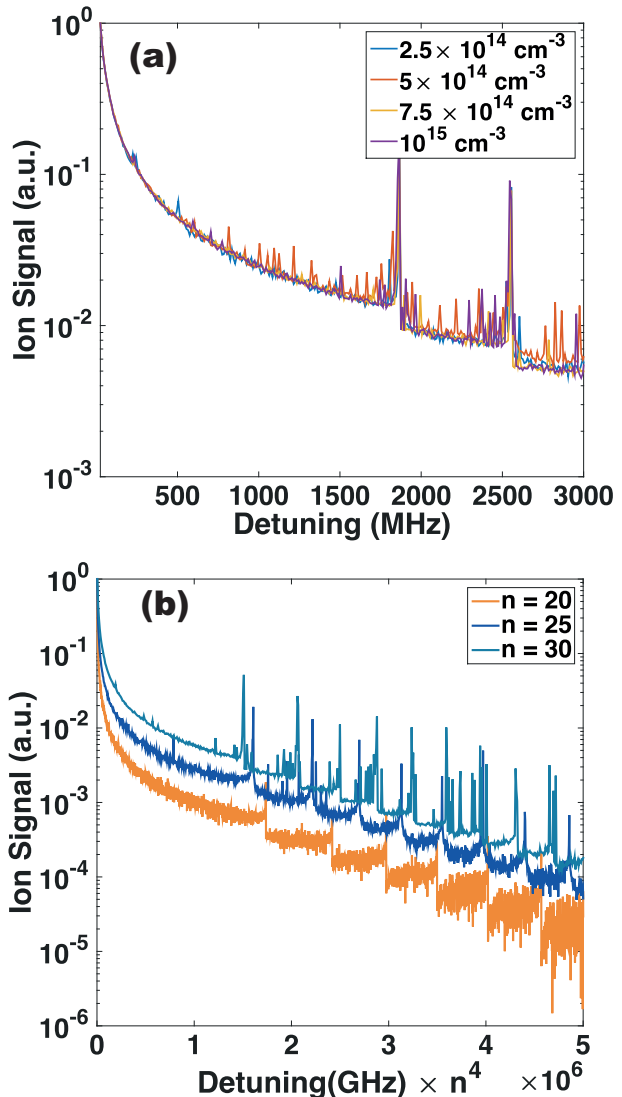 (a)
2.5 × 10^14 cm^-3
5 × 10^14 cm^-3
7.5 × 10^14 cm^-3
10^15 cm^-3
Ion Signal (a.u.)
10^0
10^-1
10^-2
10^-3
500 1000 1500 2000 2500 3000
Detuning (MHz)
(b)
n = 20
n = 25
n = 30
Ion Signal (a.u.)
10^0
10^-1
10^-2
10^-3
10^-4
10^-5
10^-6
0 1 2 3 4 5
Detuning(GHz) × n^4 ×10^6